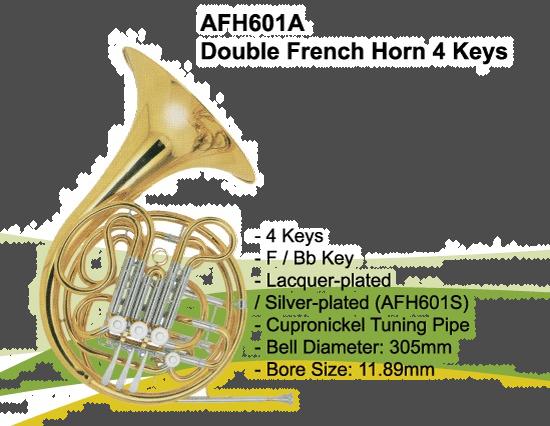 AFH601A
Double French Horn 4 Keys
- 4 Keys
- F / Bb Key
- Lacquer-plated
/ Silver-plated (AFH601S)
- Cupronickel Tuning Pipe
- Bell Diameter: 305mm
- Bore Size: 11.89mm